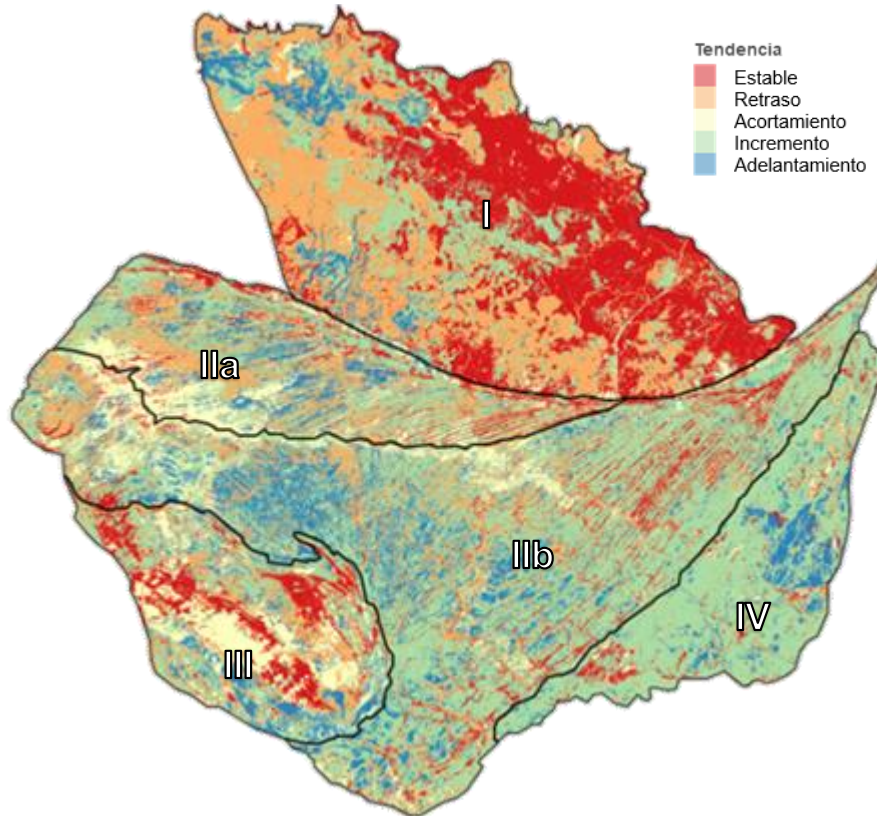 Tendencia
Estable
Retraso
Acortamiento
Incremento
Adelantamiento
I
IIa
IIb
IV
III